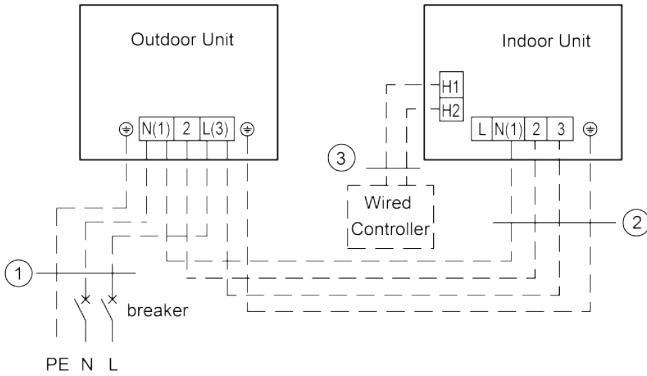 Outdoor Unit
Indoor Unit
H1
H2
N(1) 2 L(3)
L N(1) 2 3
3
Wired
Controller
2
1
breaker
PE N L